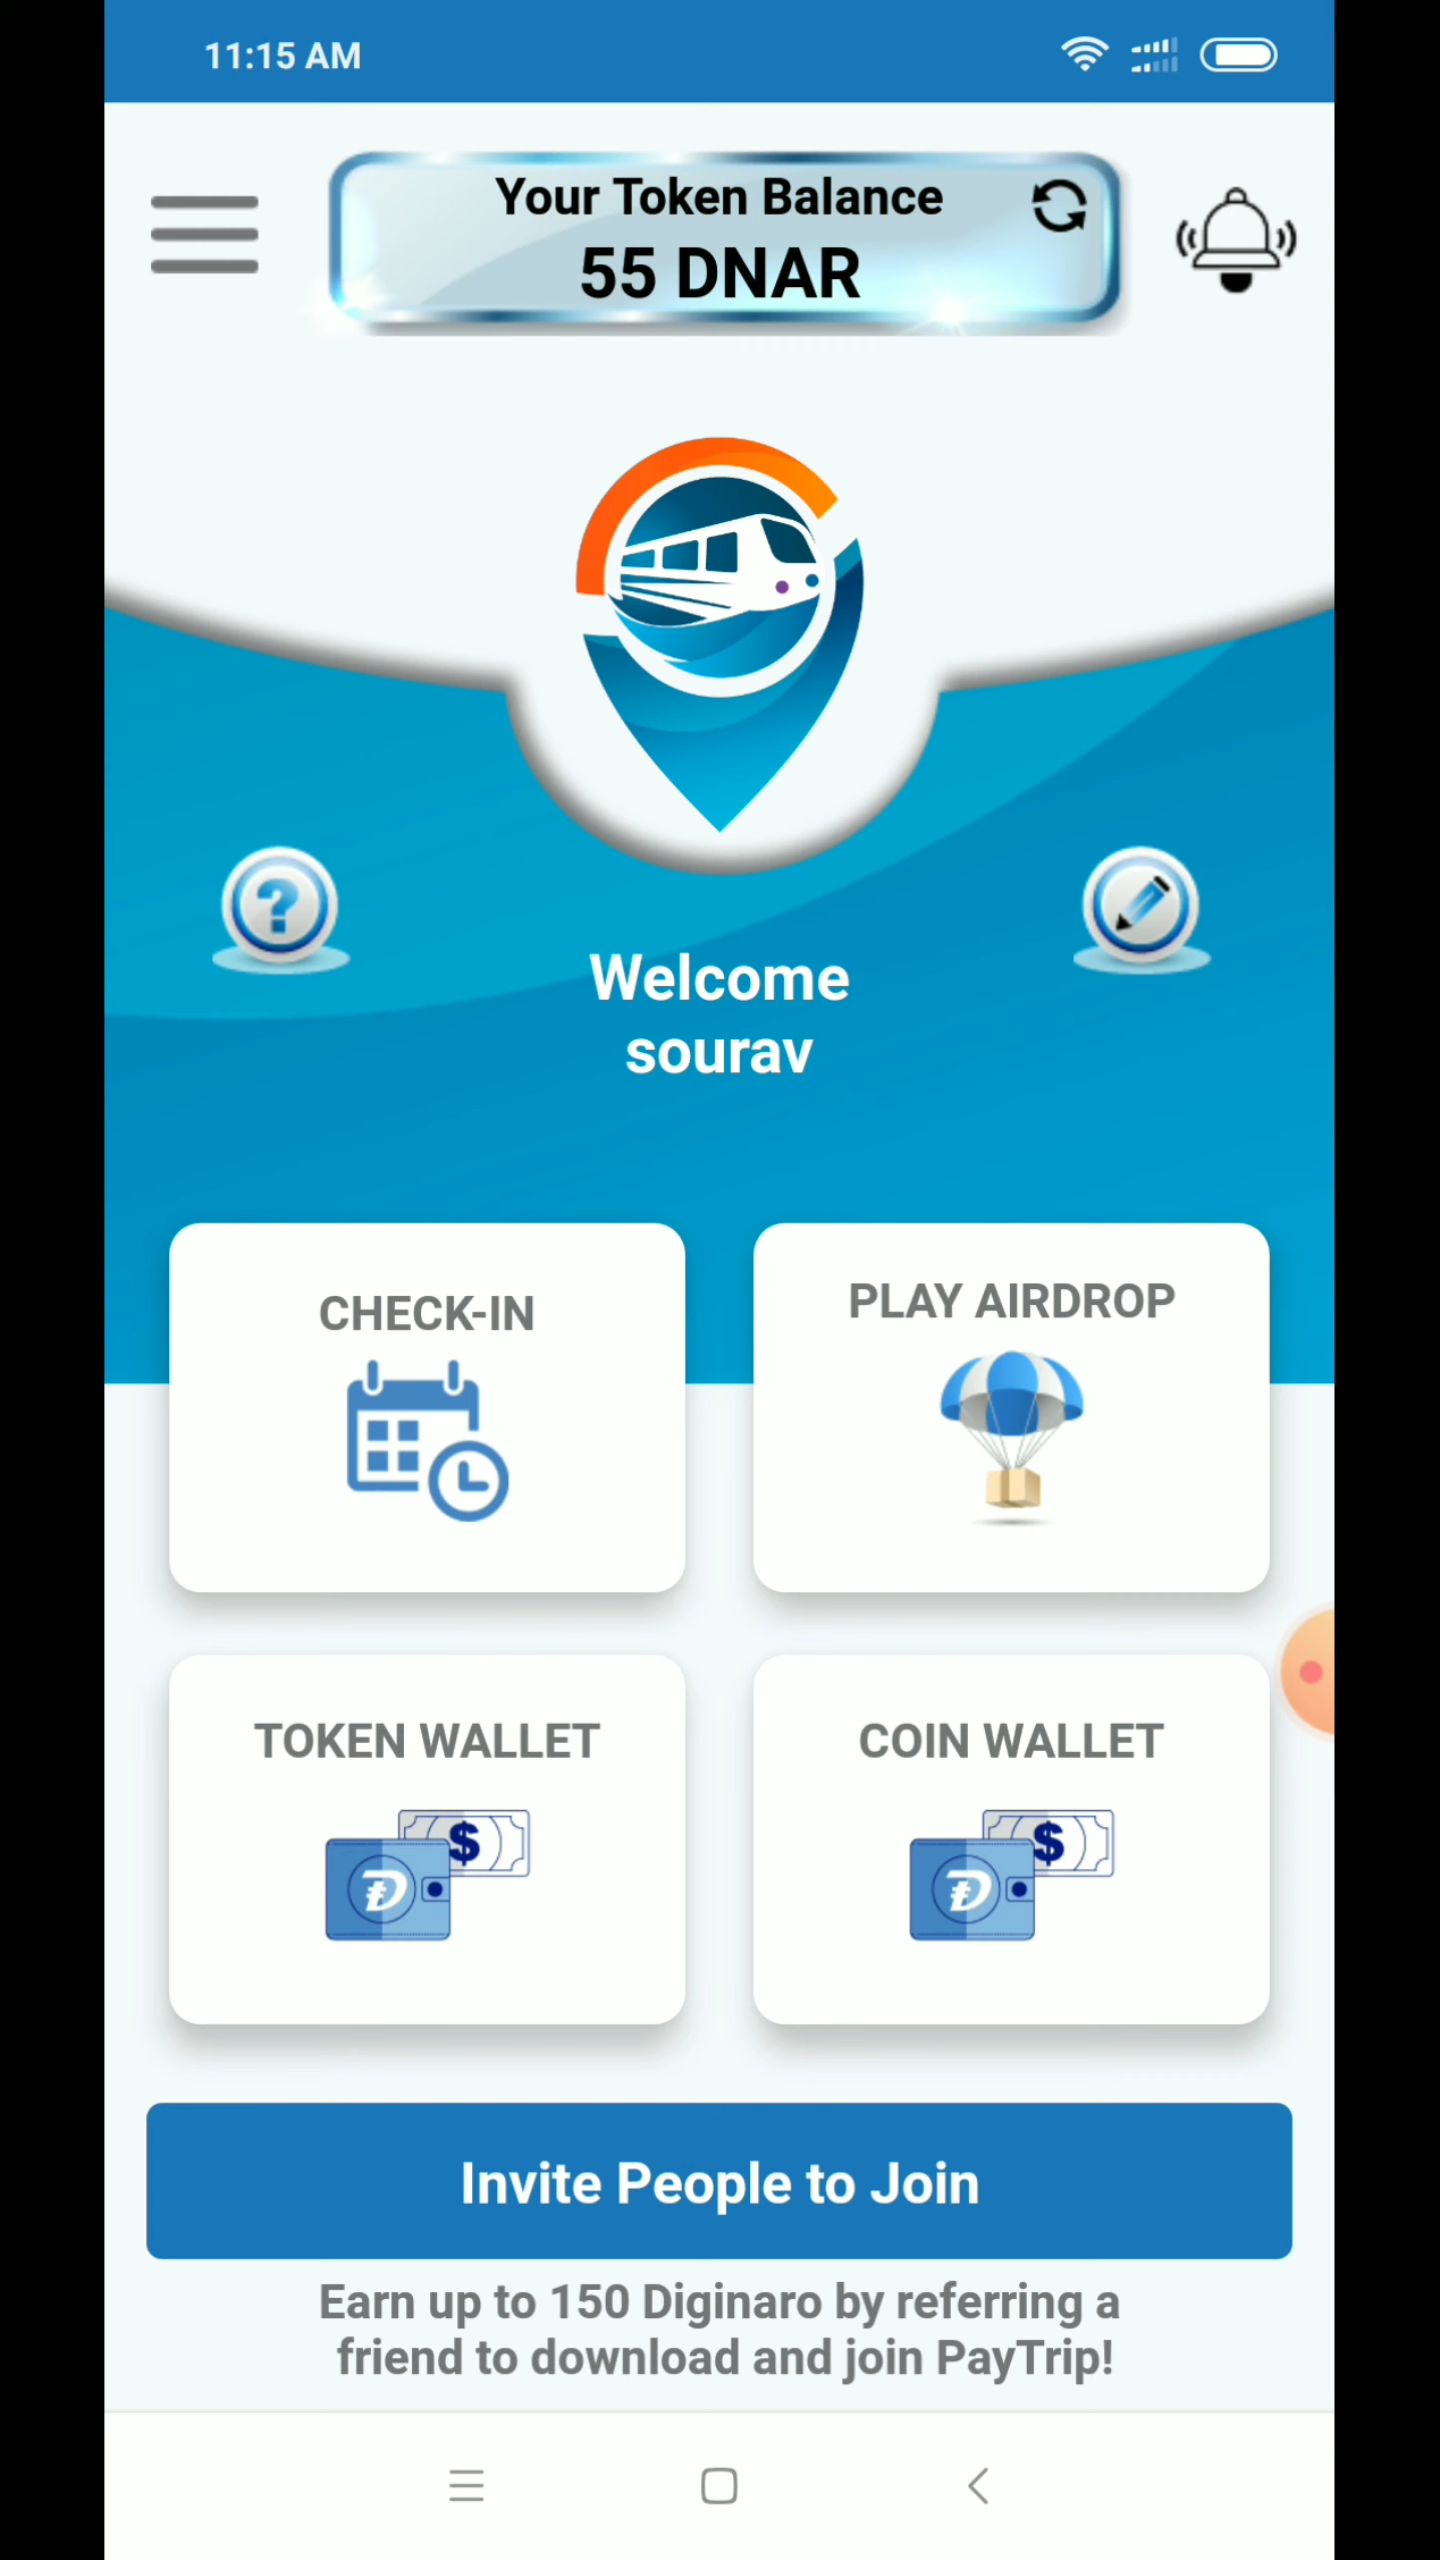 11:15 AM
Your Token Balance
55 DNAR
Welcome
sourav
CHECK-IN
PLAY AIRDROP
TOKEN WALLET
COIN WALLET
Invite People to Join
Earn up to 150 Diginaro by referring a
friend to download and join PayTrip!